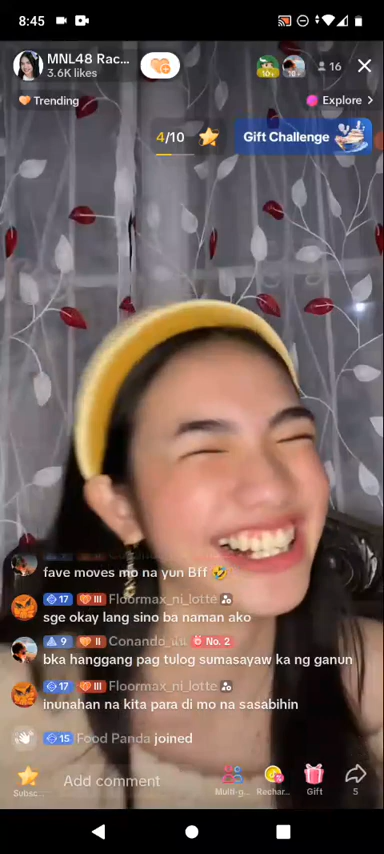 8:45
MNL48 Rac...
3.6K likes
16
Trending
Explore
4/10
Gift Challenge
fave moves mo na yun Bff 🤣
17 III Floormax_ni_lotte
sge okay lang sino ba naman ako
9 II No. 2
bka hanggang pag tulog sumasayaw ka ng ganun
17 III Floormax_ni_lotte
inunahan na kita para di mo na sasabihin
15 Food Panda joined
Add comment
Subsc... Multi-g... Rechar... Gift 5